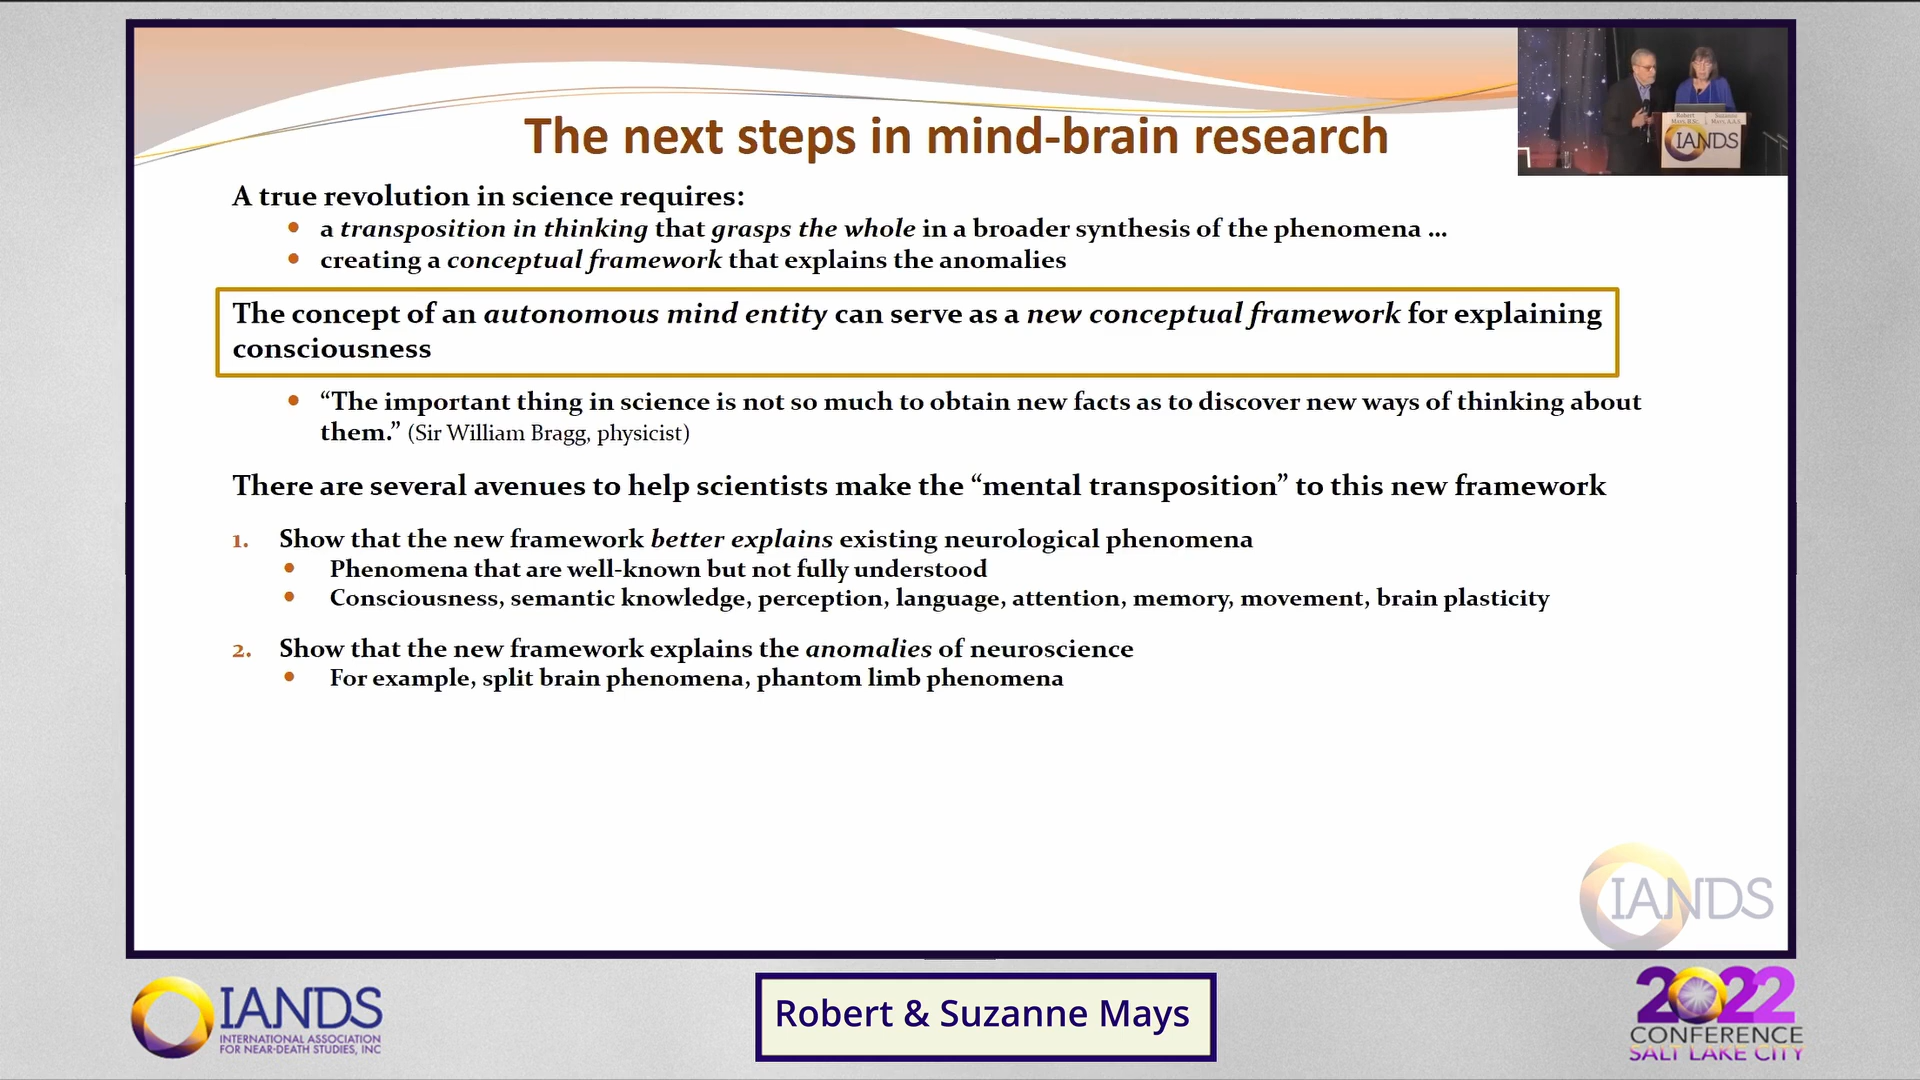 The next steps in mind-brain research
A true revolution in science requires:
• a transposition in thinking that grasps the whole in a broader synthesis of the phenomena ...
• creating a conceptual framework that explains the anomalies
The concept of an autonomous mind entity can serve as a new conceptual framework for explaining
consciousness
• “The important thing in science is not so much to obtain new facts as to discover new ways of thinking about
them.” (Sir William Bragg, physicist)
There are several avenues to help scientists make the “mental transposition” to this new framework
1. Show that the new framework better explains existing neurological phenomena
• Phenomena that are well-known but not fully understood
• Consciousness, semantic knowledge, perception, language, attention, memory, movement, brain plasticity
2. Show that the new framework explains the anomalies of neuroscience
• For example, split brain phenomena, phantom limb phenomena
Robert Suzanne
Mays, B.Sc. Mays, A.A.S
IANDS
IANDS
IANDS
INTERNATIONAL ASSOCIATION
FOR NEAR-DEATH STUDIES, INC
Robert & Suzanne Mays
2022
CONFERENCE
SALT LAKE CITY